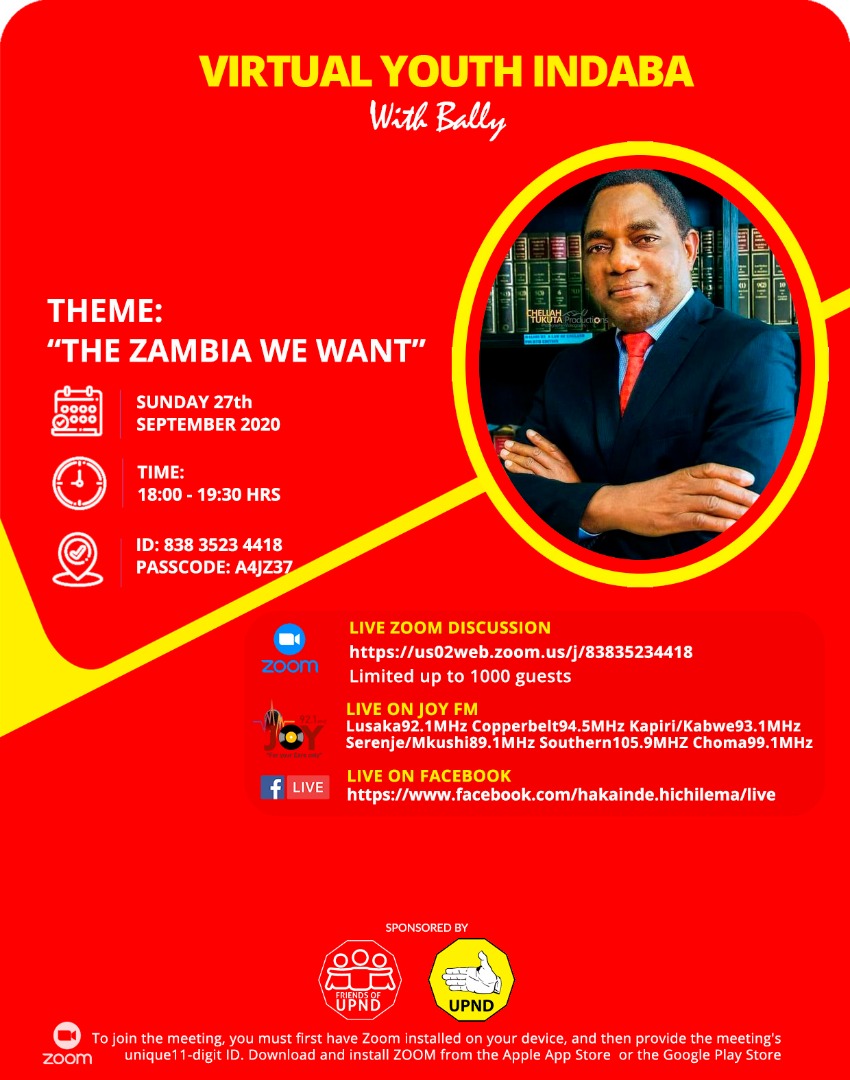 VIRTUAL YOUTH INDABA
With Bally
CHELLAH
TUKUTA Productions
THEME:
“THE ZAMBIA WE WANT”
SUNDAY 27th
SEPTEMBER 2020
TIME:
18:00 - 19:30 HRS
ID: 838 3523 4418
PASSCODE: A4JZ37
zoom
LIVE ZOOM DISCUSSION
https://us02web.zoom.us/j/83835234418
Limited up to 1000 guests
92.1
JOY
LIVE ON JOY FM
Lusaka92.1MHz Copperbelt94.5MHz Kapiri/Kabwe93.1MHz
Serenje/Mkushi89.1MHz Southern105.9MHZ Choma99.1MHz
f LIVE
LIVE ON FACEBOOK
https://www.facebook.com/hakainde.hichilema/live
SPONSORED BY
FRIENDS OF
UPND
UPND
zoom
To join the meeting, you must first have Zoom installed on your device, and then provide the meeting's
unique11-digit ID. Download and install ZOOM from the Apple App Store or the Google Play Store